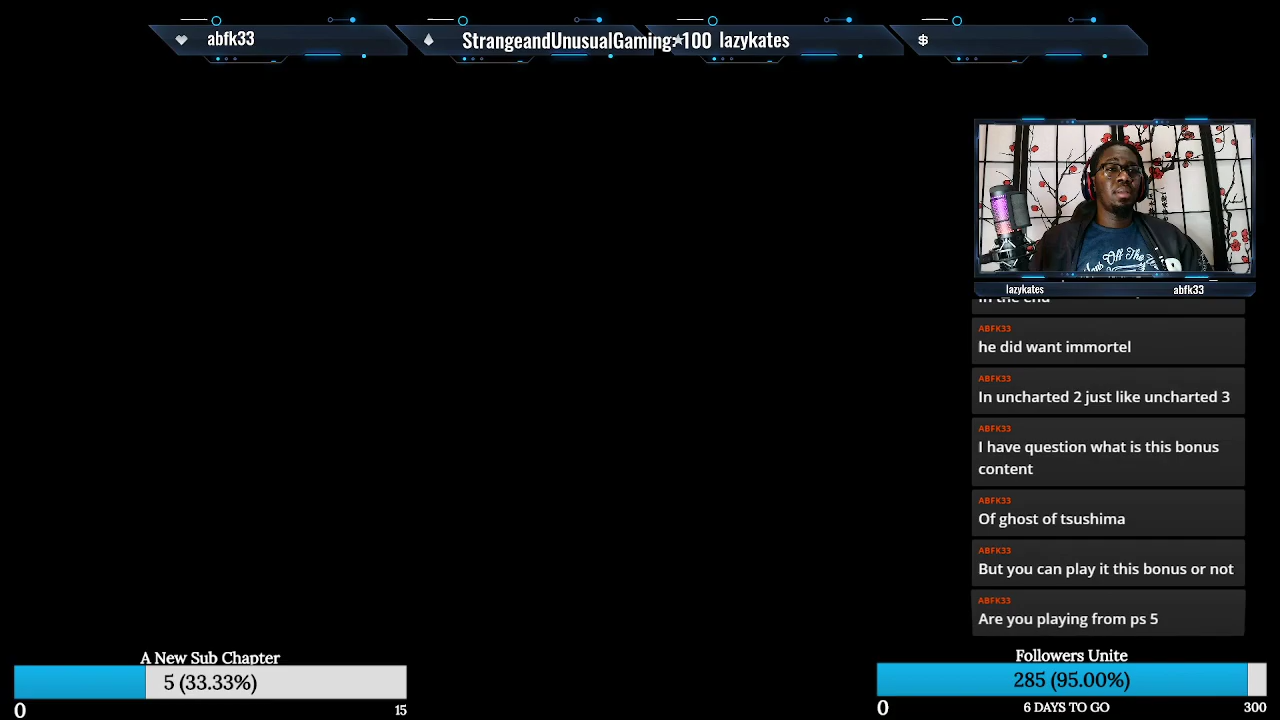 abfk33
StrangeandUnusualGaming: 100
lazykates
$
lazykates
abfk33
in the end
ABFK33
he did want immortel
ABFK33
In uncharted 2 just like uncharted 3
ABFK33
I have question what is this bonus
content
ABFK33
Of ghost of tsushima
ABFK33
But you can play it this bonus or not
ABFK33
Are you playing from ps 5
A New Sub Chapter
5 (33.33%)
0
15
Followers Unite
285 (95.00%)
0
6 DAYS TO GO
300